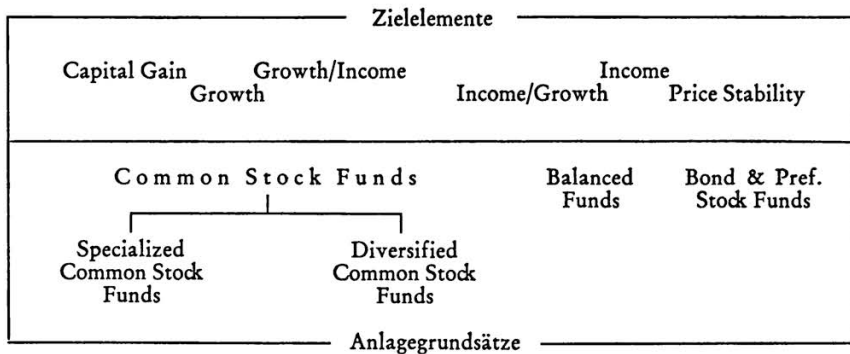 Zielelemente
Capital Gain Growth/Income Income
Growth Income/Growth Price Stability
Common Stock Funds Balanced Bond & Pref.
Funds Stock Funds
Specialized Diversified
Common Stock Common Stock
Funds Funds
Anlagegrundsätze